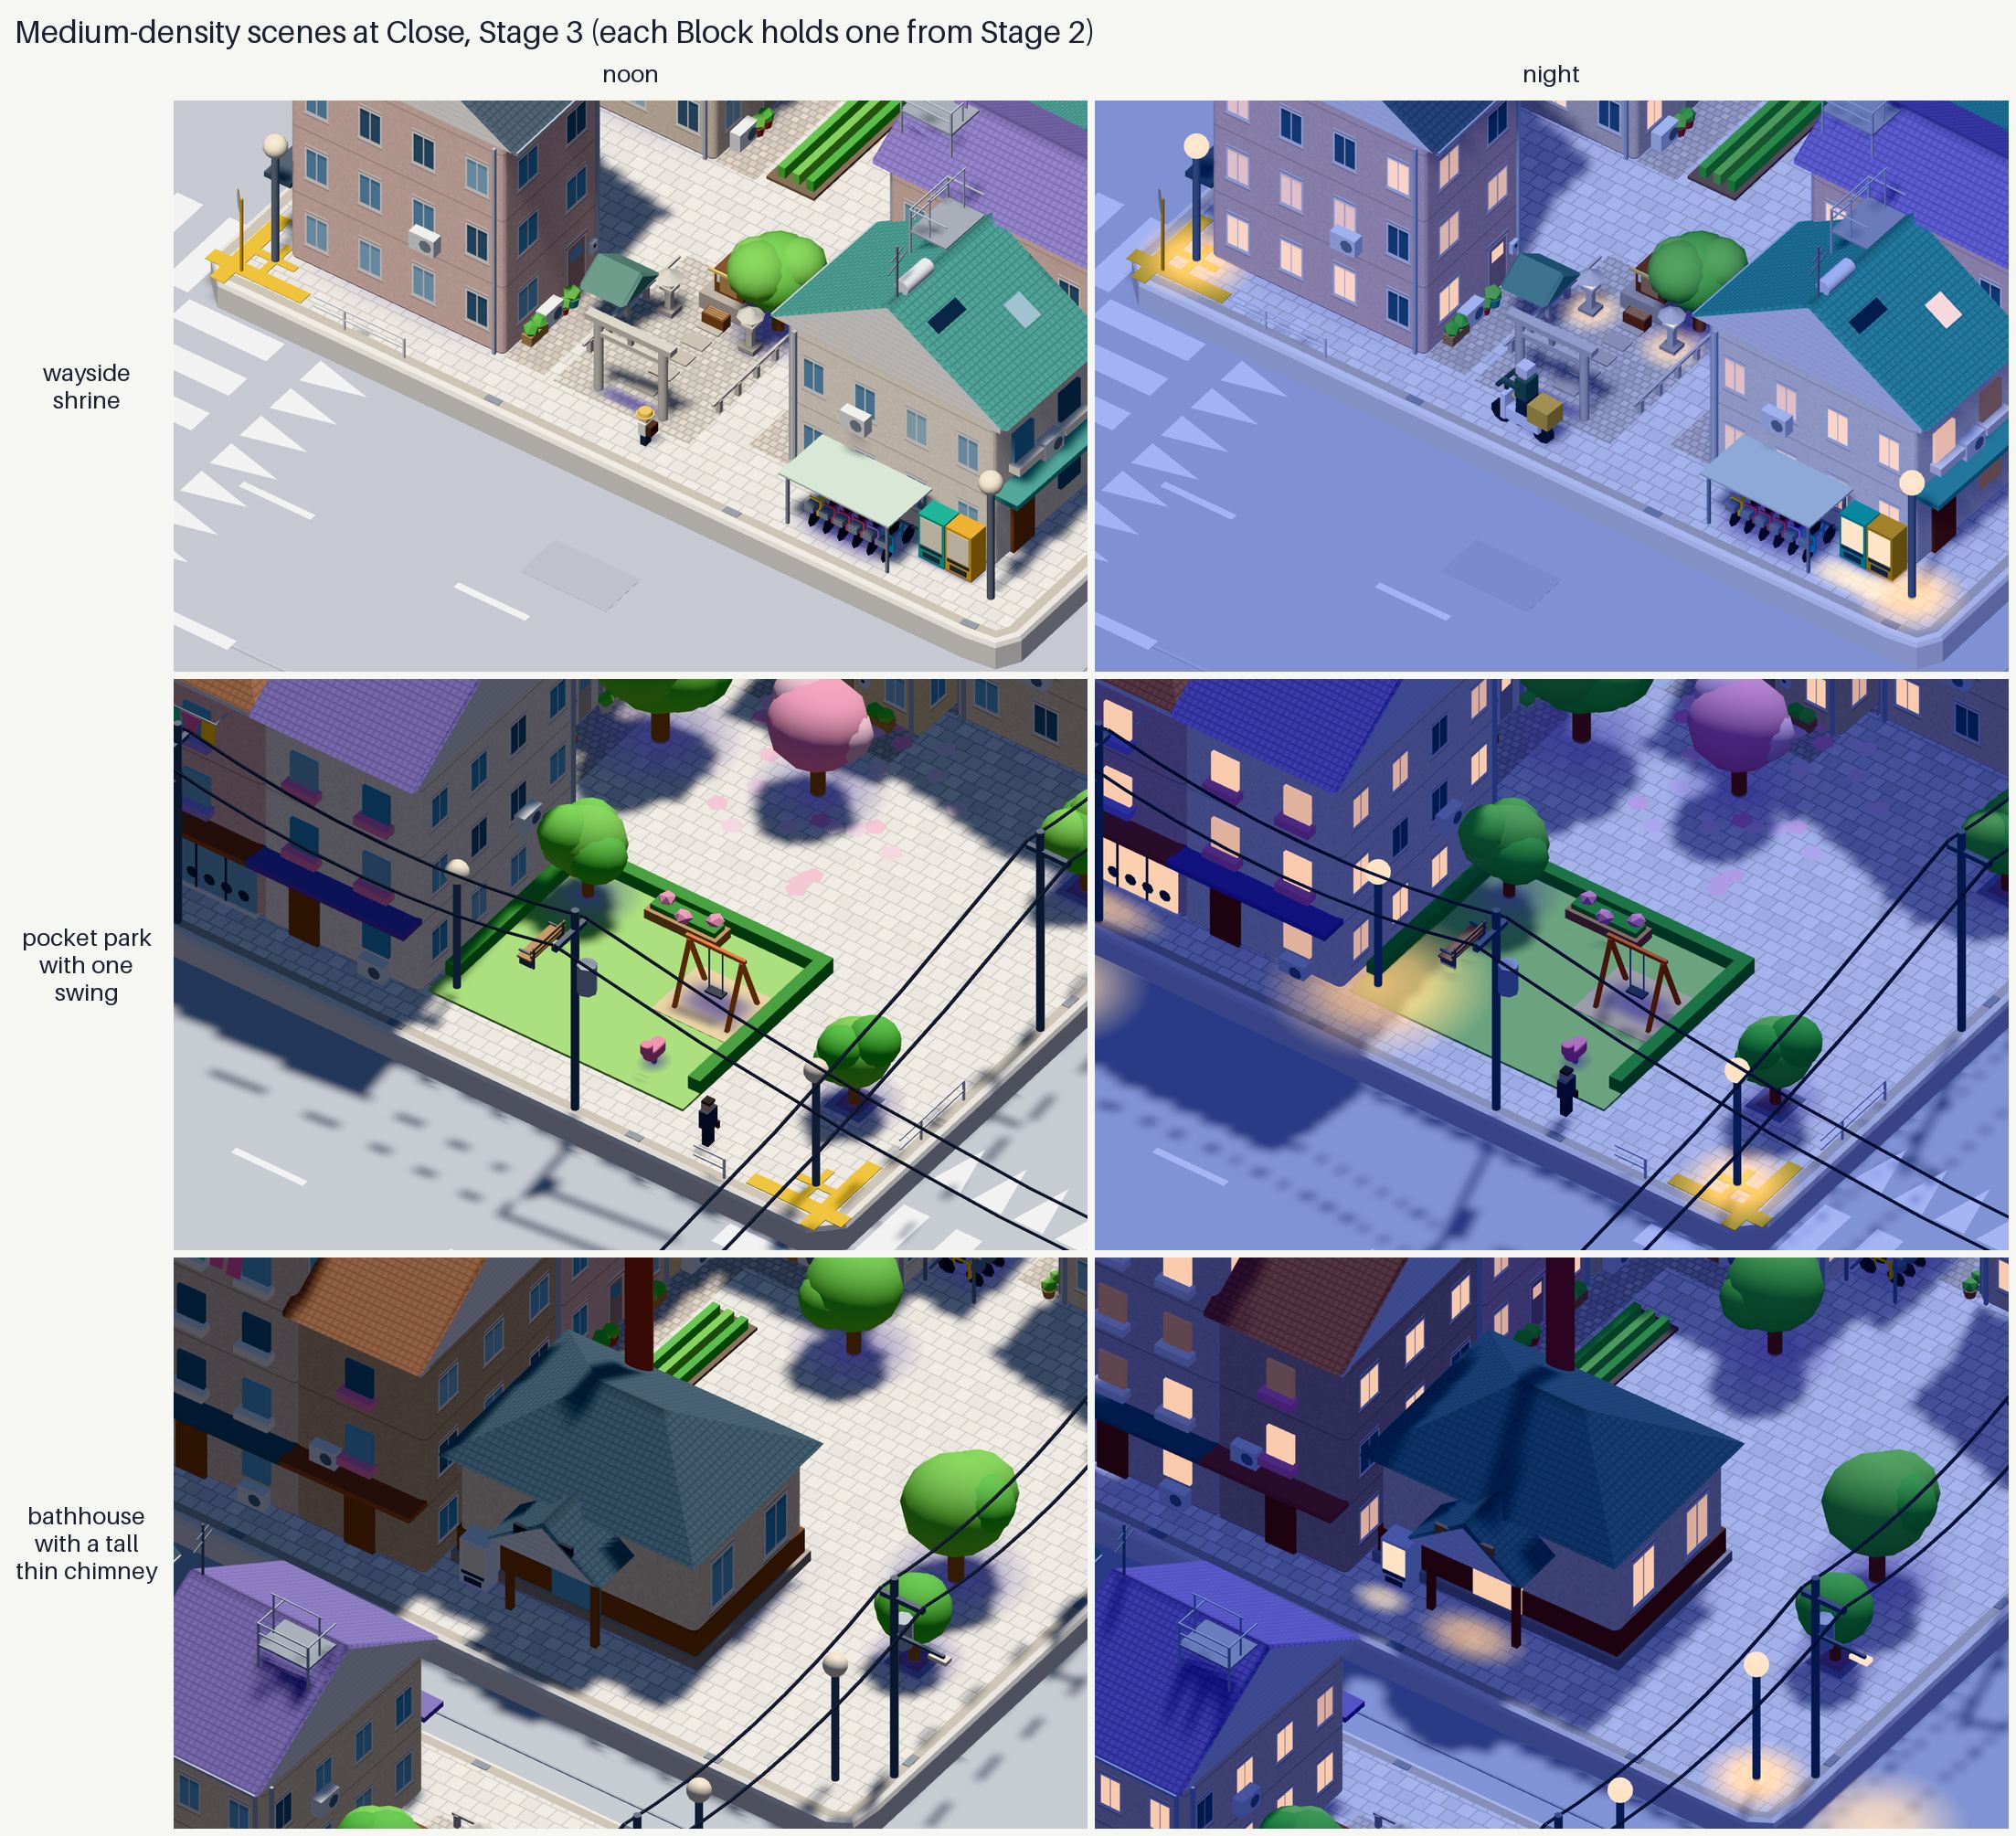 Medium-density scenes at Close, Stage 3 (each Block holds one from Stage 2)
noon
night
wayside
shrine
pocket park
with one
swing
bathhouse
with a tall
thin chimney